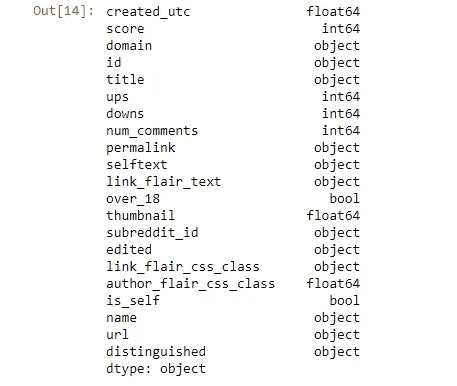 Out[14]: created_utc float64
score int64
domain object
id object
title object
ups int64
downs int64
num_comments int64
permalink object
selftext object
link_flair_text object
over_18 bool
thumbnail float64
subreddit_id object
edited object
link_flair_css_class object
author_flair_css_class float64
is_self bool
name object
url object
distinguished object
dtype: object